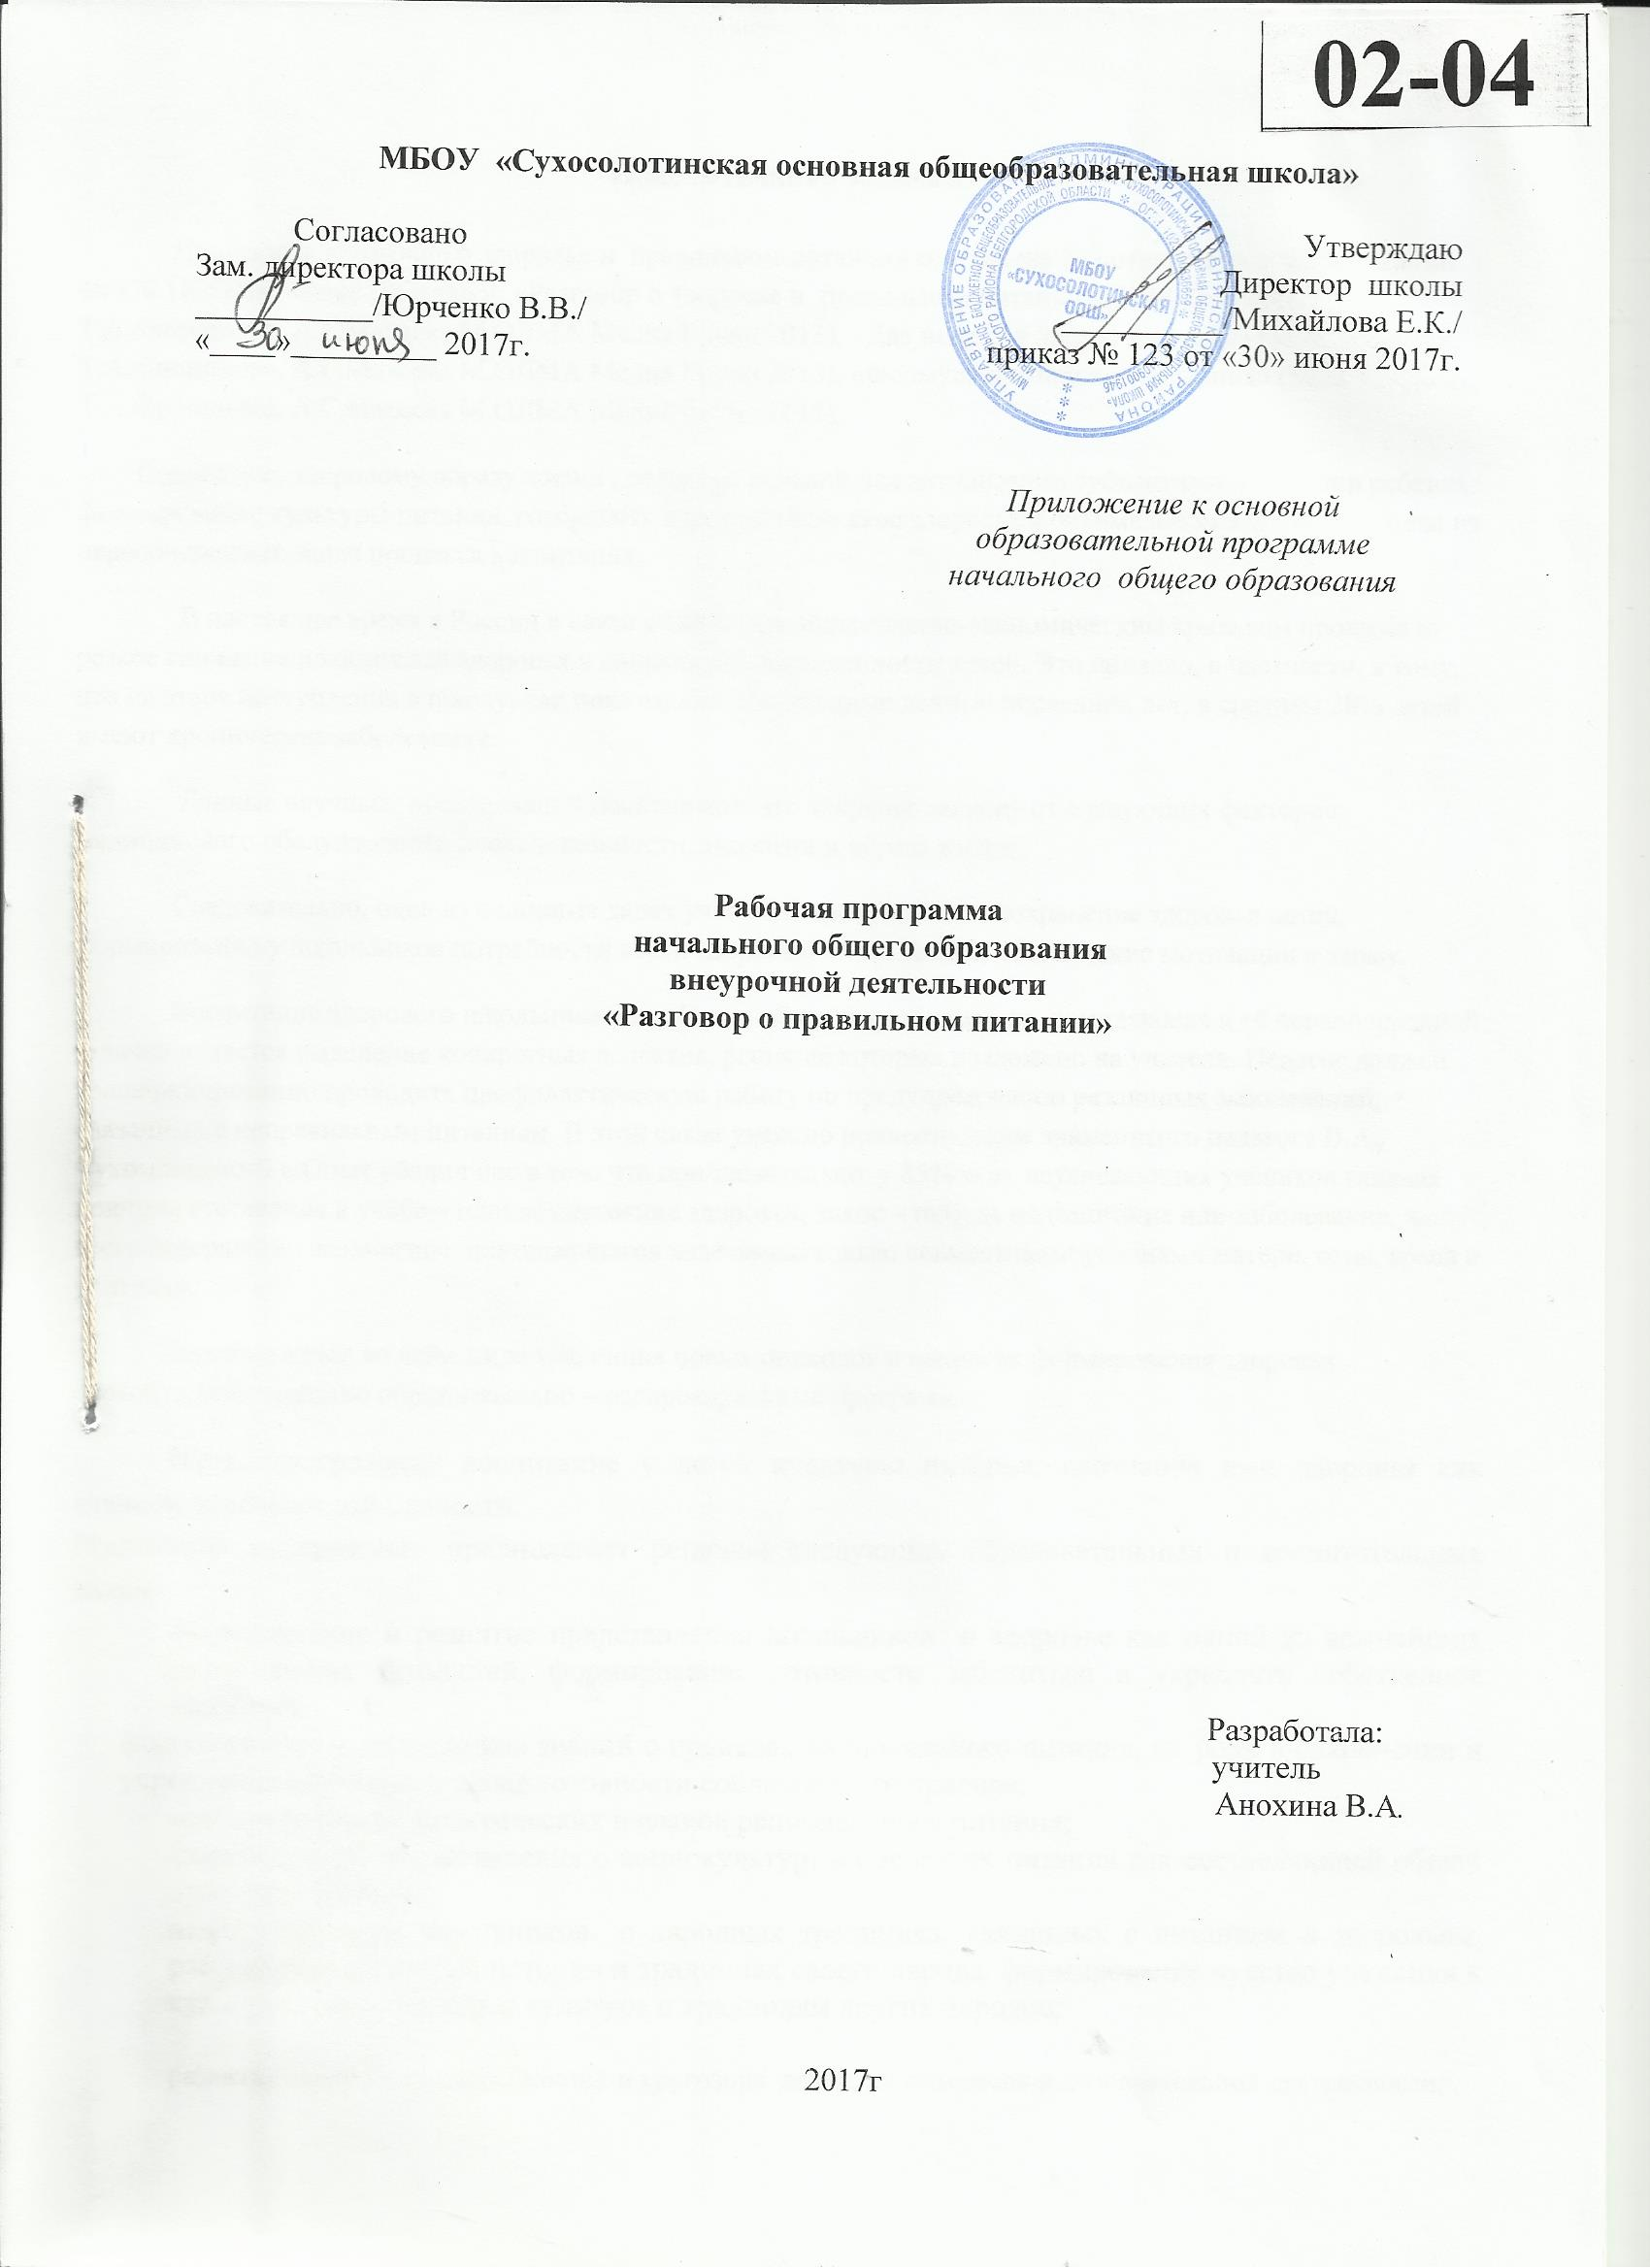 02-04
МБОУ «Сухосолотинская основная общеобразовательная школа»
Согласовано
Зам. директора школы
____________/Юрченко В.В./
«30» июня 2017г.
Утверждаю
Директор школы
___________/Михайлова Е.К./
приказ № 123 от «30» июня 2017г.
МБОУ
«СУХОСОЛОТИНСКАЯ
ООШ»
Приложение к основной
образовательной программе
начального общего образования
Рабочая программа
начального общего образования
внеурочной деятельности
«Разговор о правильном питании»
Разработала:
учитель
Анохина В.А.
2017г